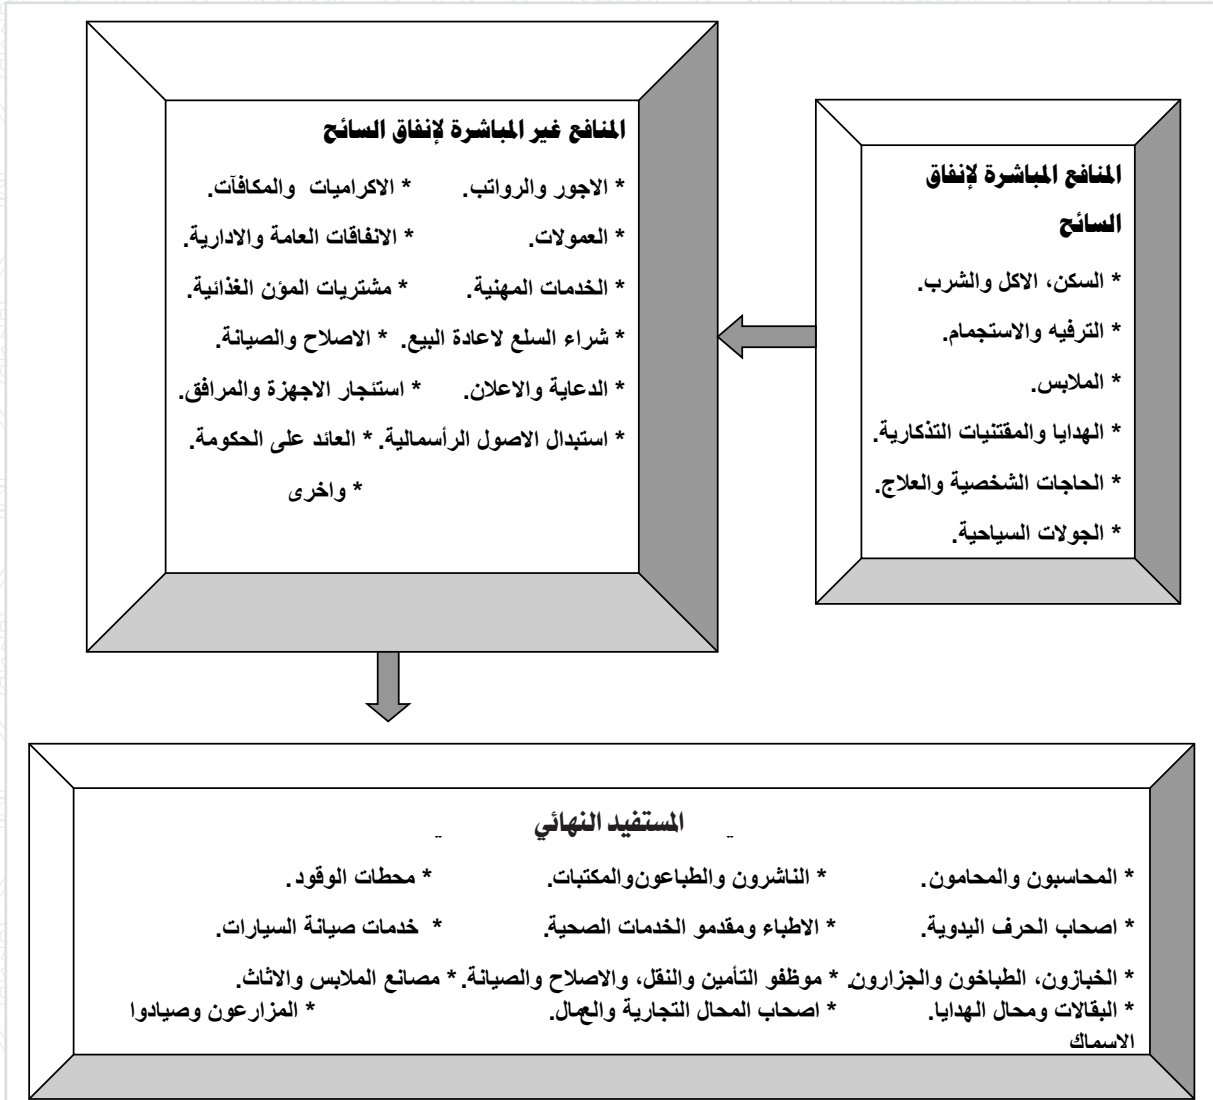 المنافع المباشرة لإنفاق
السائح
* السكن، الاكل والشرب.
* الترفيه والاستجمام.
* الملابس.
* الهدايا والمقتنيات التذكارية.
* الحاجات الشخصية والعلاج.
* الجولات السياحية.
المنافع غير المباشرة لإنفاق السائح
* الاجور والرواتب. * الاكراميات والمكافآت.
* العمولات. * الانفاقات العامة والادارية.
* الخدمات المهنية. * مشتريات المؤن الغذائية.
* شراء السلع لاعادة البيع. * الاصلاح والصيانة.
* الدعاية والاعلان. * استئجار الاجهزة والمرافق.
* استبدال الاصول الرأسمالية. * العائد على الحكومة.
* واخرى
المستفيد النهائي
* المحاسبون والمحامون. * الناشرون والطباعون والمكتبات. * محطات الوقود.
* اصحاب الحرف اليدوية. * الاطباء ومقدمو الخدمات الصحية. * خدمات صيانة السيارات.
* الخبازون، الطباخون والجزارون. * موظفو التأمين والنقل، والاصلاح والصيانة. * مصانع الملابس والاثاث.
* البقالات ومحال الهدايا. * اصحاب المحال التجارية والعمال. * المزارعون وصيادوا
الاسماك